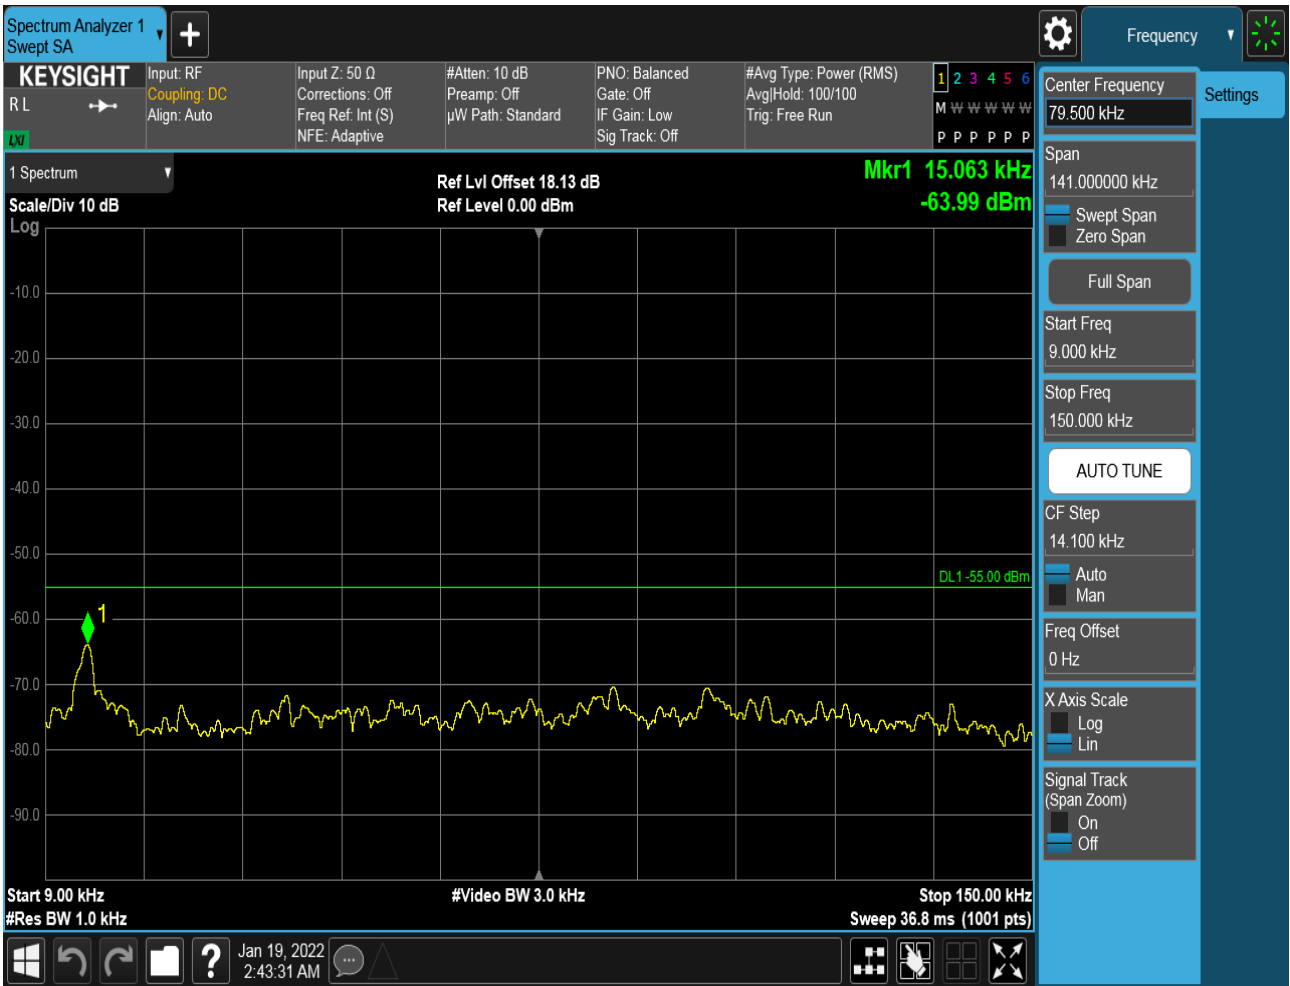 Spectrum Analyzer 1
Swept SA
Frequency
KEYSIGHT
R L
LXI
Input: RF
Coupling: DC
Align: Auto
Input Z: 50 Ω
Corrections: Off
Freq Ref: Int (S)
NFE: Adaptive
#Atten: 10 dB
Preamp: Off
µW Path: Standard
PNO: Balanced
Gate: Off
IF Gain: Low
Sig Track: Off
#Avg Type: Power (RMS)
Avg|Hold: 100/100
Trig: Free Run
1 2 3 4 5 6
M W W W W W
P P P P P P
1 Spectrum
Scale/Div 10 dB
Log
Ref Lvl Offset 18.13 dB
Ref Level 0.00 dBm
Mkr1 15.063 kHz
-63.99 dBm
-10.0
-20.0
-30.0
-40.0
-50.0
DL1 -55.00 dBm
1
-60.0
-70.0
-80.0
-90.0
Start 9.00 kHz
#Res BW 1.0 kHz
#Video BW 3.0 kHz
Stop 150.00 kHz
Sweep 36.8 ms (1001 pts)
Center Frequency
79.500 kHz
Settings
Span
141.000000 kHz
Swept Span
Zero Span
Full Span
Start Freq
9.000 kHz
Stop Freq
150.000 kHz
AUTO TUNE
CF Step
14.100 kHz
Auto
Man
Freq Offset
0 Hz
X Axis Scale
Log
Lin
Signal Track
(Span Zoom)
On
Off
?
Jan 19, 2022
2:43:31 AM